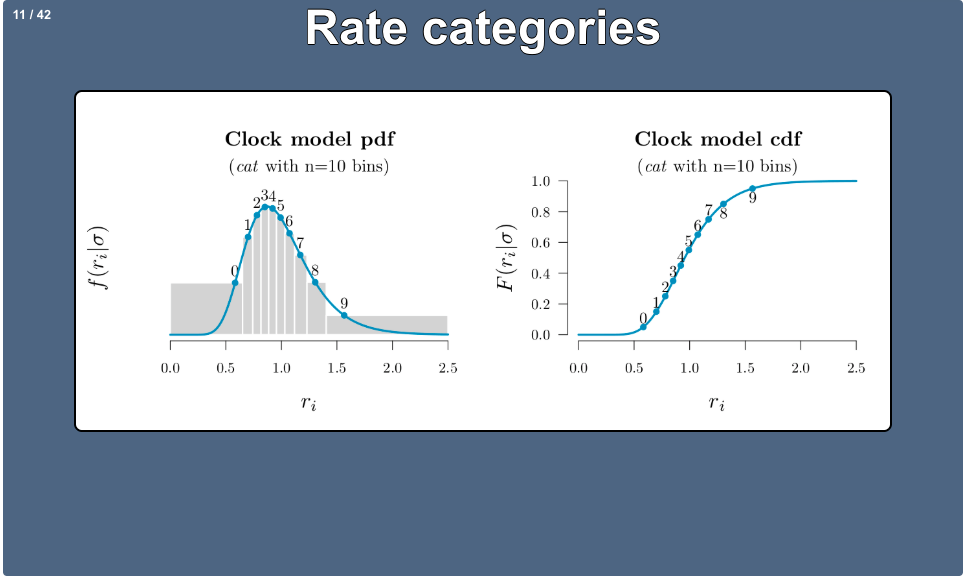 11 / 42
Rate categories
Clock model pdf
(cat with n=10 bins)
f(r_i|σ)
0
1
2
3
4
5
6
7
8
9
0.0 0.5 1.0 1.5 2.0 2.5
r_i
Clock model cdf
(cat with n=10 bins)
F(r_i|σ)
1.0
0.8
0.6
0.4
0.2
0.0
0
1
2
3
4
5
6
7
8
9
0.0 0.5 1.0 1.5 2.0 2.5
r_i